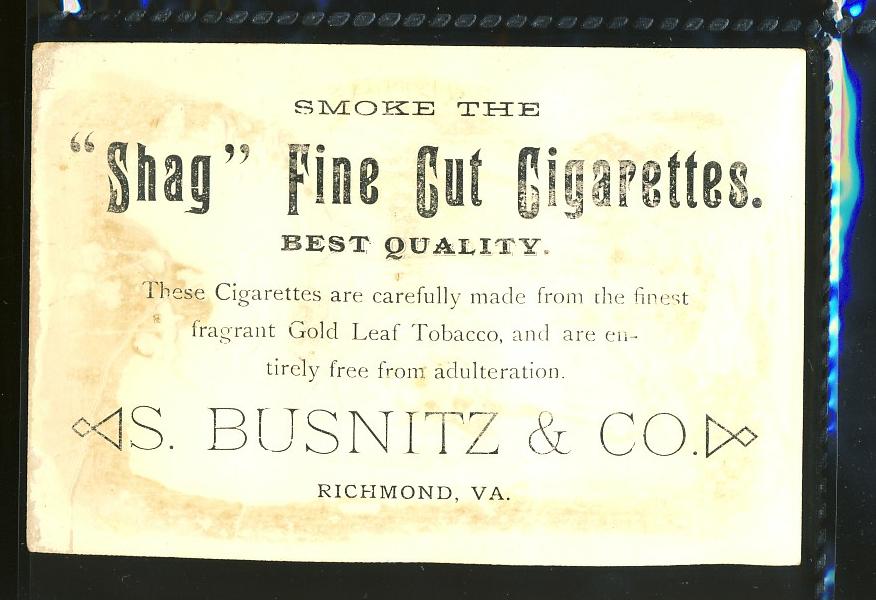 SMOKE THE
“Shag” Fine Cut Cigarettes.
BEST QUALITY.
These Cigarettes are carefully made from the finest
fragrant Gold Leaf Tobacco, and are en-
tirely free from adulteration.
S. BUSNITZ & CO.
RICHMOND, VA.